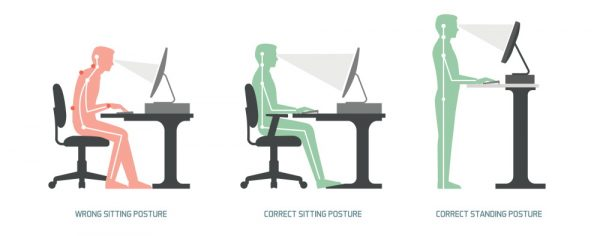 WRONG SITTING POSTURE
CORRECT SITTING POSTURE
CORRECT STANDING POSTURE